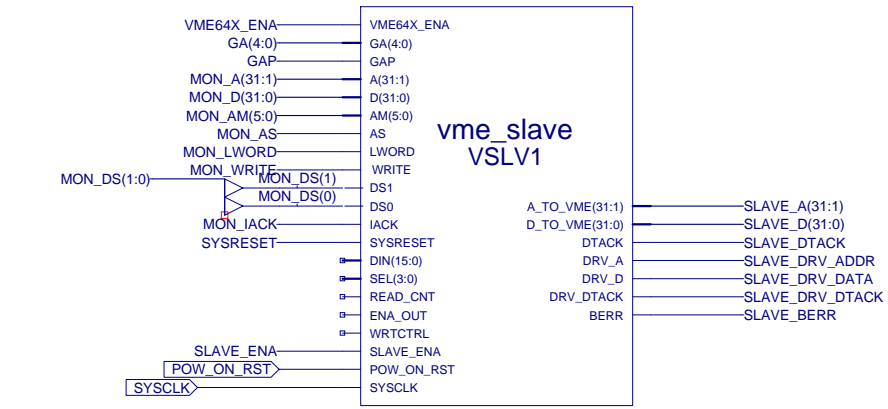 VME64X_ENA VME64X_ENA
GA(4:0) GA(4:0)
GAP GAP
MON_A(31:1) A(31:1)
MON_D(31:0) D(31:0)
MON_AM(5:0) AM(5:0)
MON_AS AS
vme_slave
MON_LWORD LWORD
VSLV1
MON_WRITE WRITE
MON_DS(1:0) MON_DS(1) DS1
MON_DS(0) DS0 A_TO_VME(31:1) SLAVE_A(31:1)
MON_IACK IACK D_TO_VME(31:0) SLAVE_D(31:0)
SYSRESET SYSRESET DTACK SLAVE_DTACK
DIN(15:0) DRV_A SLAVE_DRV_ADDR
SEL(3:0) DRV_D SLAVE_DRV_DATA
READ_CNT DRV_DTACK SLAVE_DRV_DTACK
ENA_OUT BERR SLAVE_BERR
WRTCTRL
SLAVE_ENA SLAVE_ENA
POW_ON_RST POW_ON_RST
SYSCLK SYSCLK